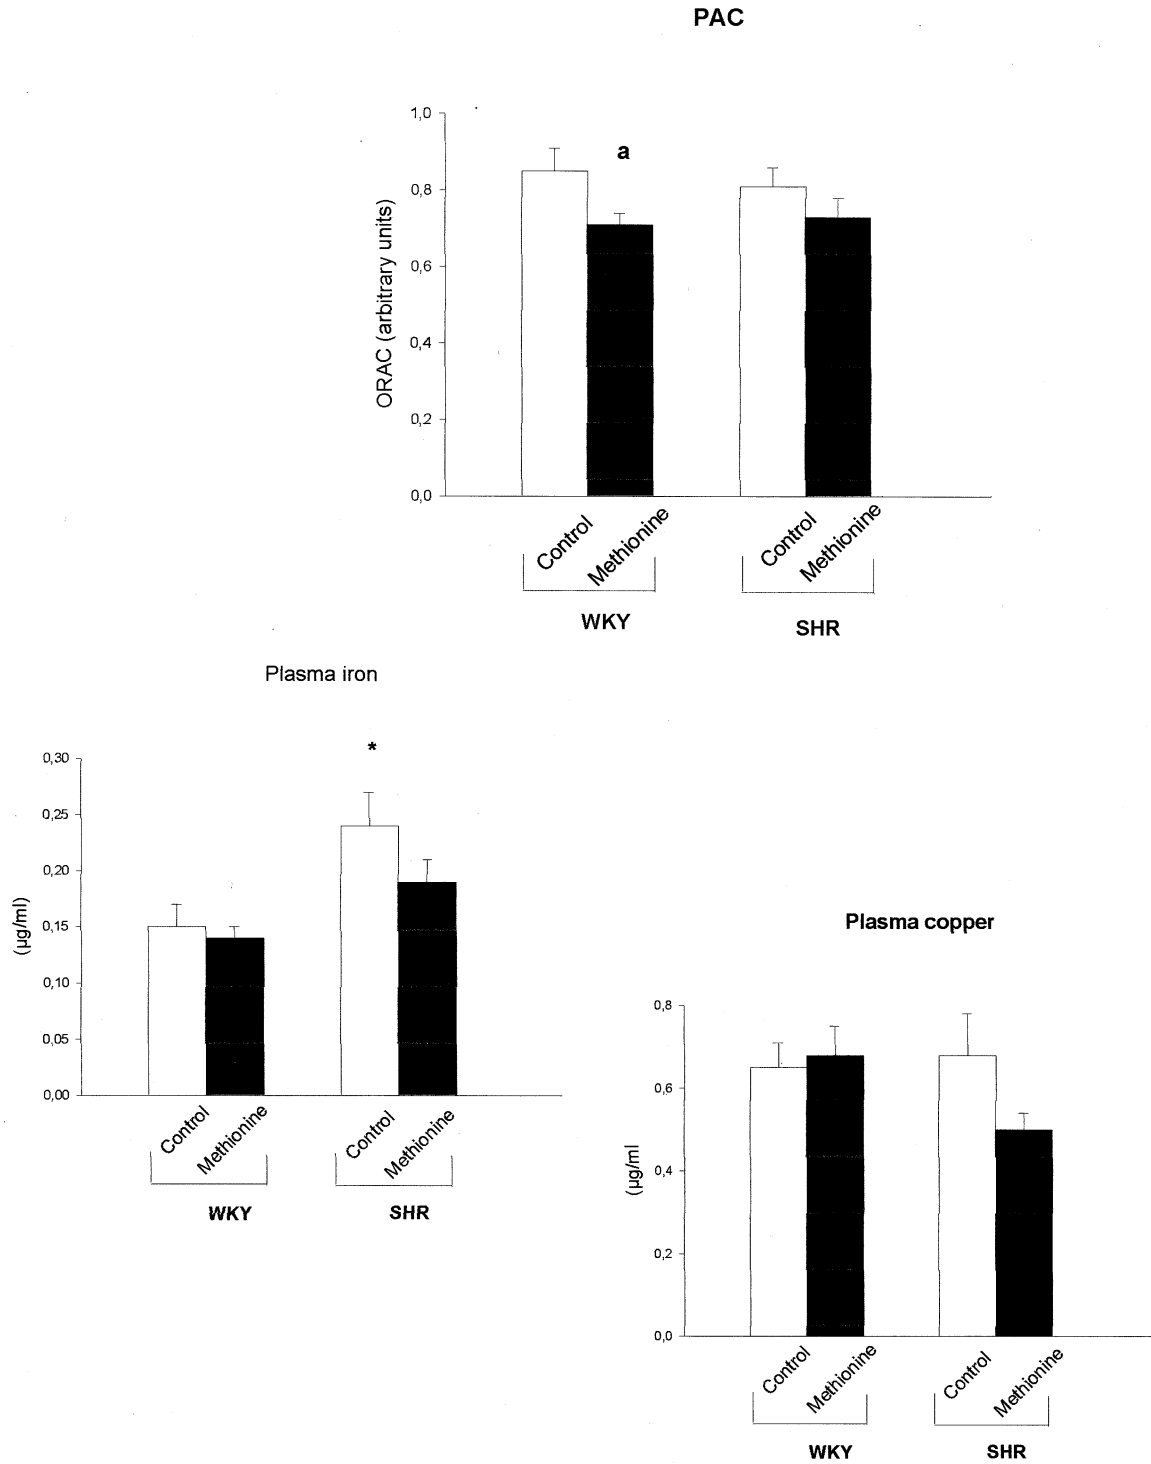 PAC
1,0
0,8
0,6
0,4
0,2
0,0
ORAC (arbitrary units)
a
Control
Methionine
Control
Methionine
WKY
SHR
Plasma iron
0,30
0,25
0,20
0,15
0,10
0,05
0,00
(µg/ml)
*
Control
Methionine
Control
Methionine
WKY
SHR
Plasma copper
0,8
0,6
0,4
0,2
0,0
(µg/ml
Control
Methionine
Control
Methionine
WKY
SHR